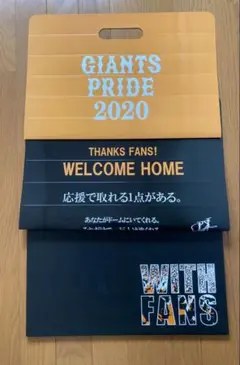 GIANTS
PRIDE
2020
THANKS FANS!
WELCOME HOME
応援で取れる1点がある。
あなたがドームにいてくれる。
WITH
FANS